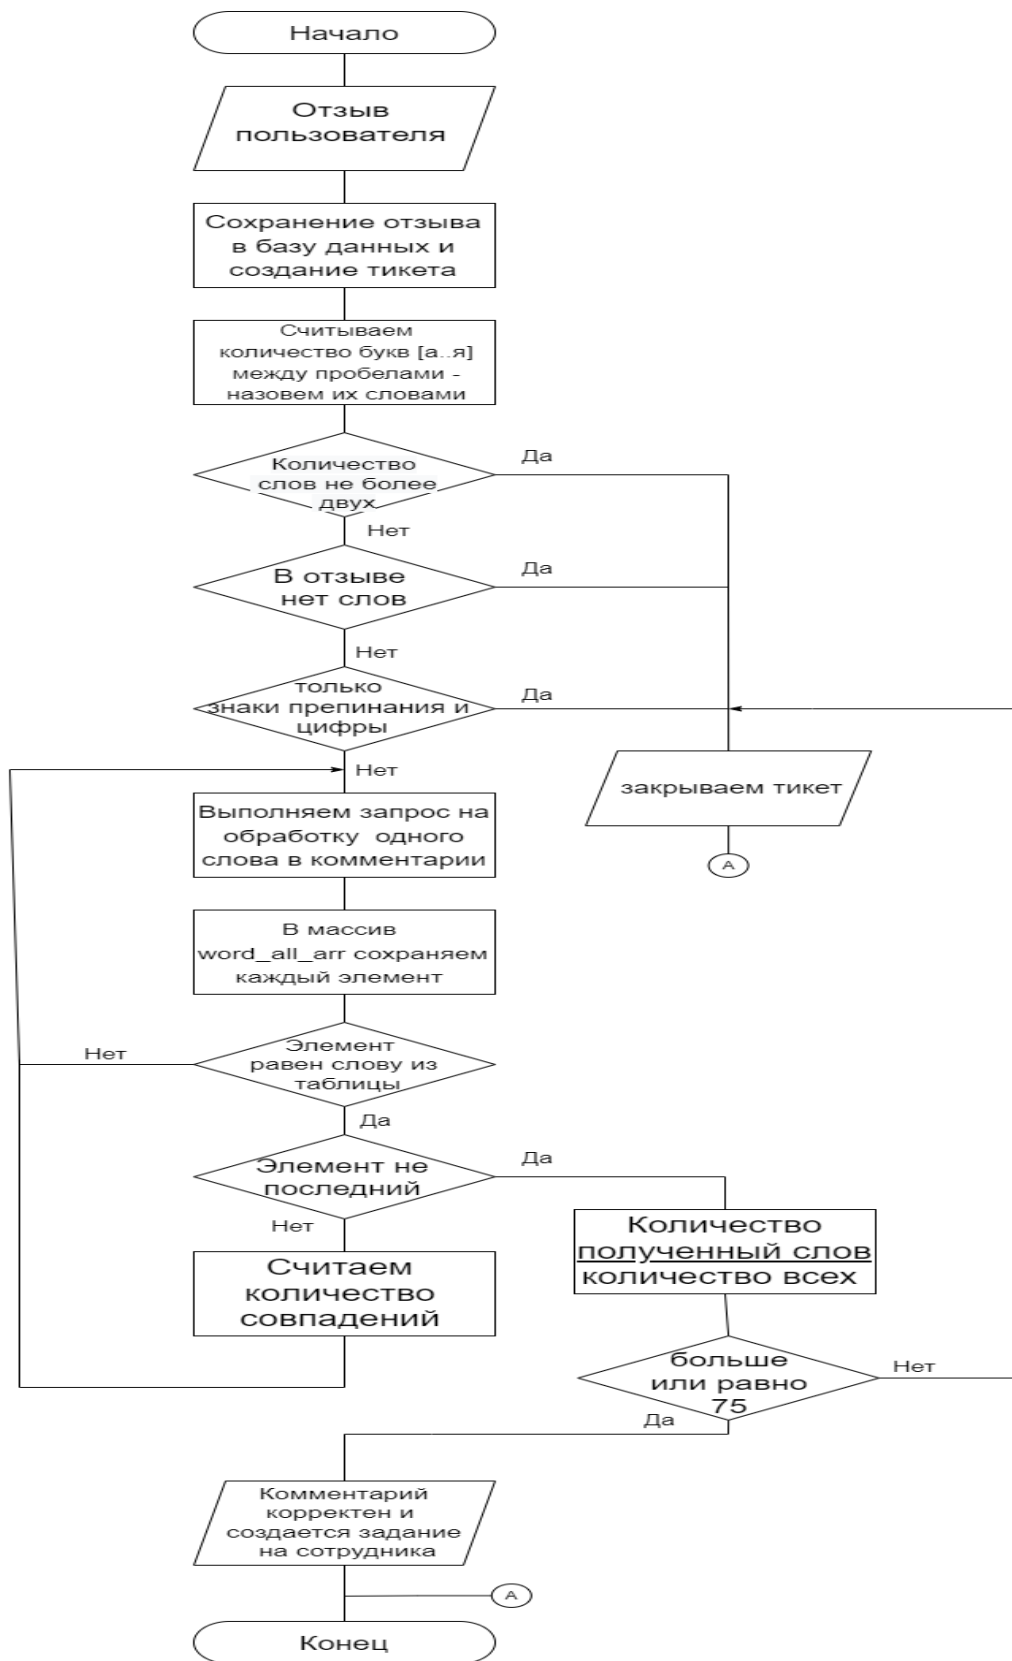 Начало
Отзыв
пользователя
Сохранение отзыва
в базу данных и
создание тикета
Считываем
количество букв [а..я]
между пробелами -
назовем их словами
Количество
слов не более
двух
Да
Нет
В отзыве
нет слов
Да
Нет
только
знаки препинания и
цифры
Да
Нет
закрываем тикет
А
Выполняем запрос на
обработку одного
слова в комментарии
В массив
word_all_arr сохраняем
каждый элемент
Элемент
равен слову из
таблицы
Нет
Да
Элемент не
последний
Да
Нет
Количество
полученный слов
количество всех
Считаем
количество
совпадений
больше
или равно
75
Нет
Да
Комментарий
корректен и
создается задание
на сотрудника
А
Конец